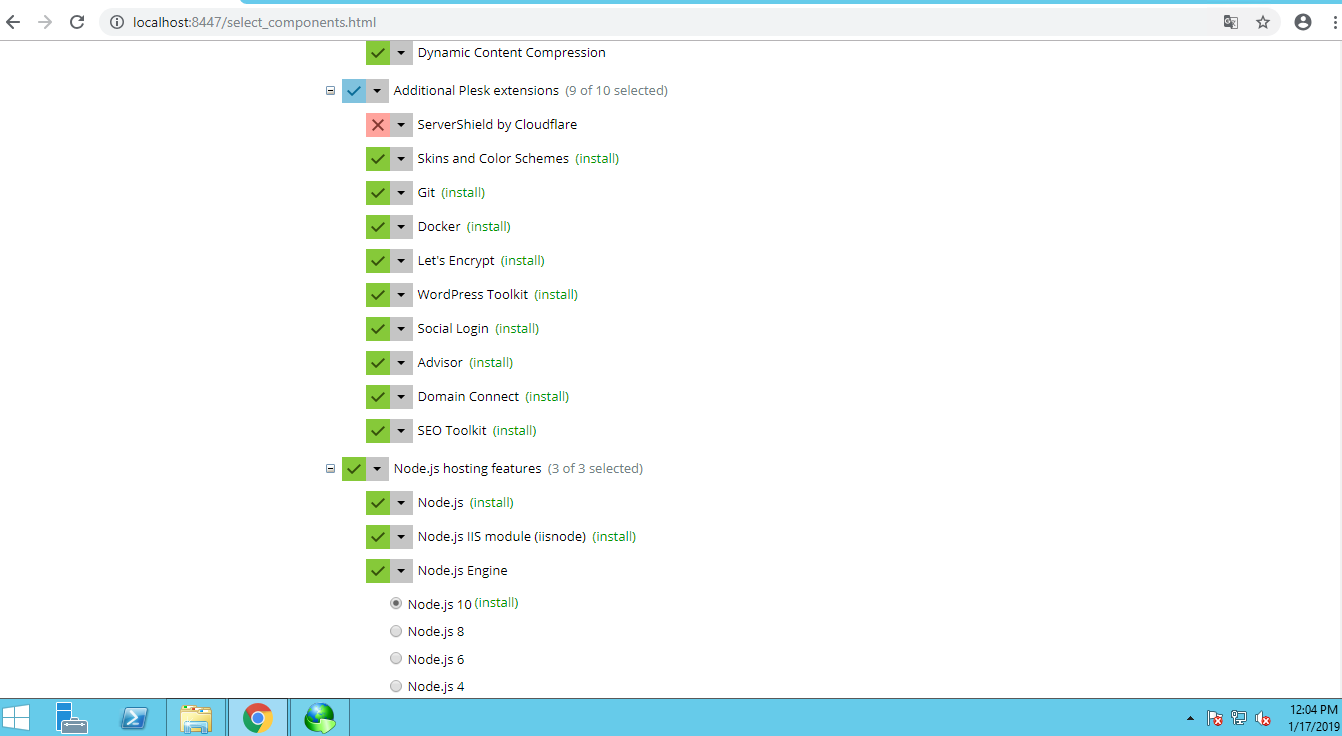 localhost:8447/select_components.html
Dynamic Content Compression
Additional Plesk extensions (9 of 10 selected)
ServerShield by Cloudflare
Skins and Color Schemes (install)
Git (install)
Docker (install)
Let's Encrypt (install)
WordPress Toolkit (install)
Social Login (install)
Advisor (install)
Domain Connect (install)
SEO Toolkit (install)
Node.js hosting features (3 of 3 selected)
Node.js (install)
Node.js IIS module (iisnode) (install)
Node.js Engine
Node.js 10 (install)
Node.js 8
Node.js 6
Node.js 4
12:04 PM
1/17/2019